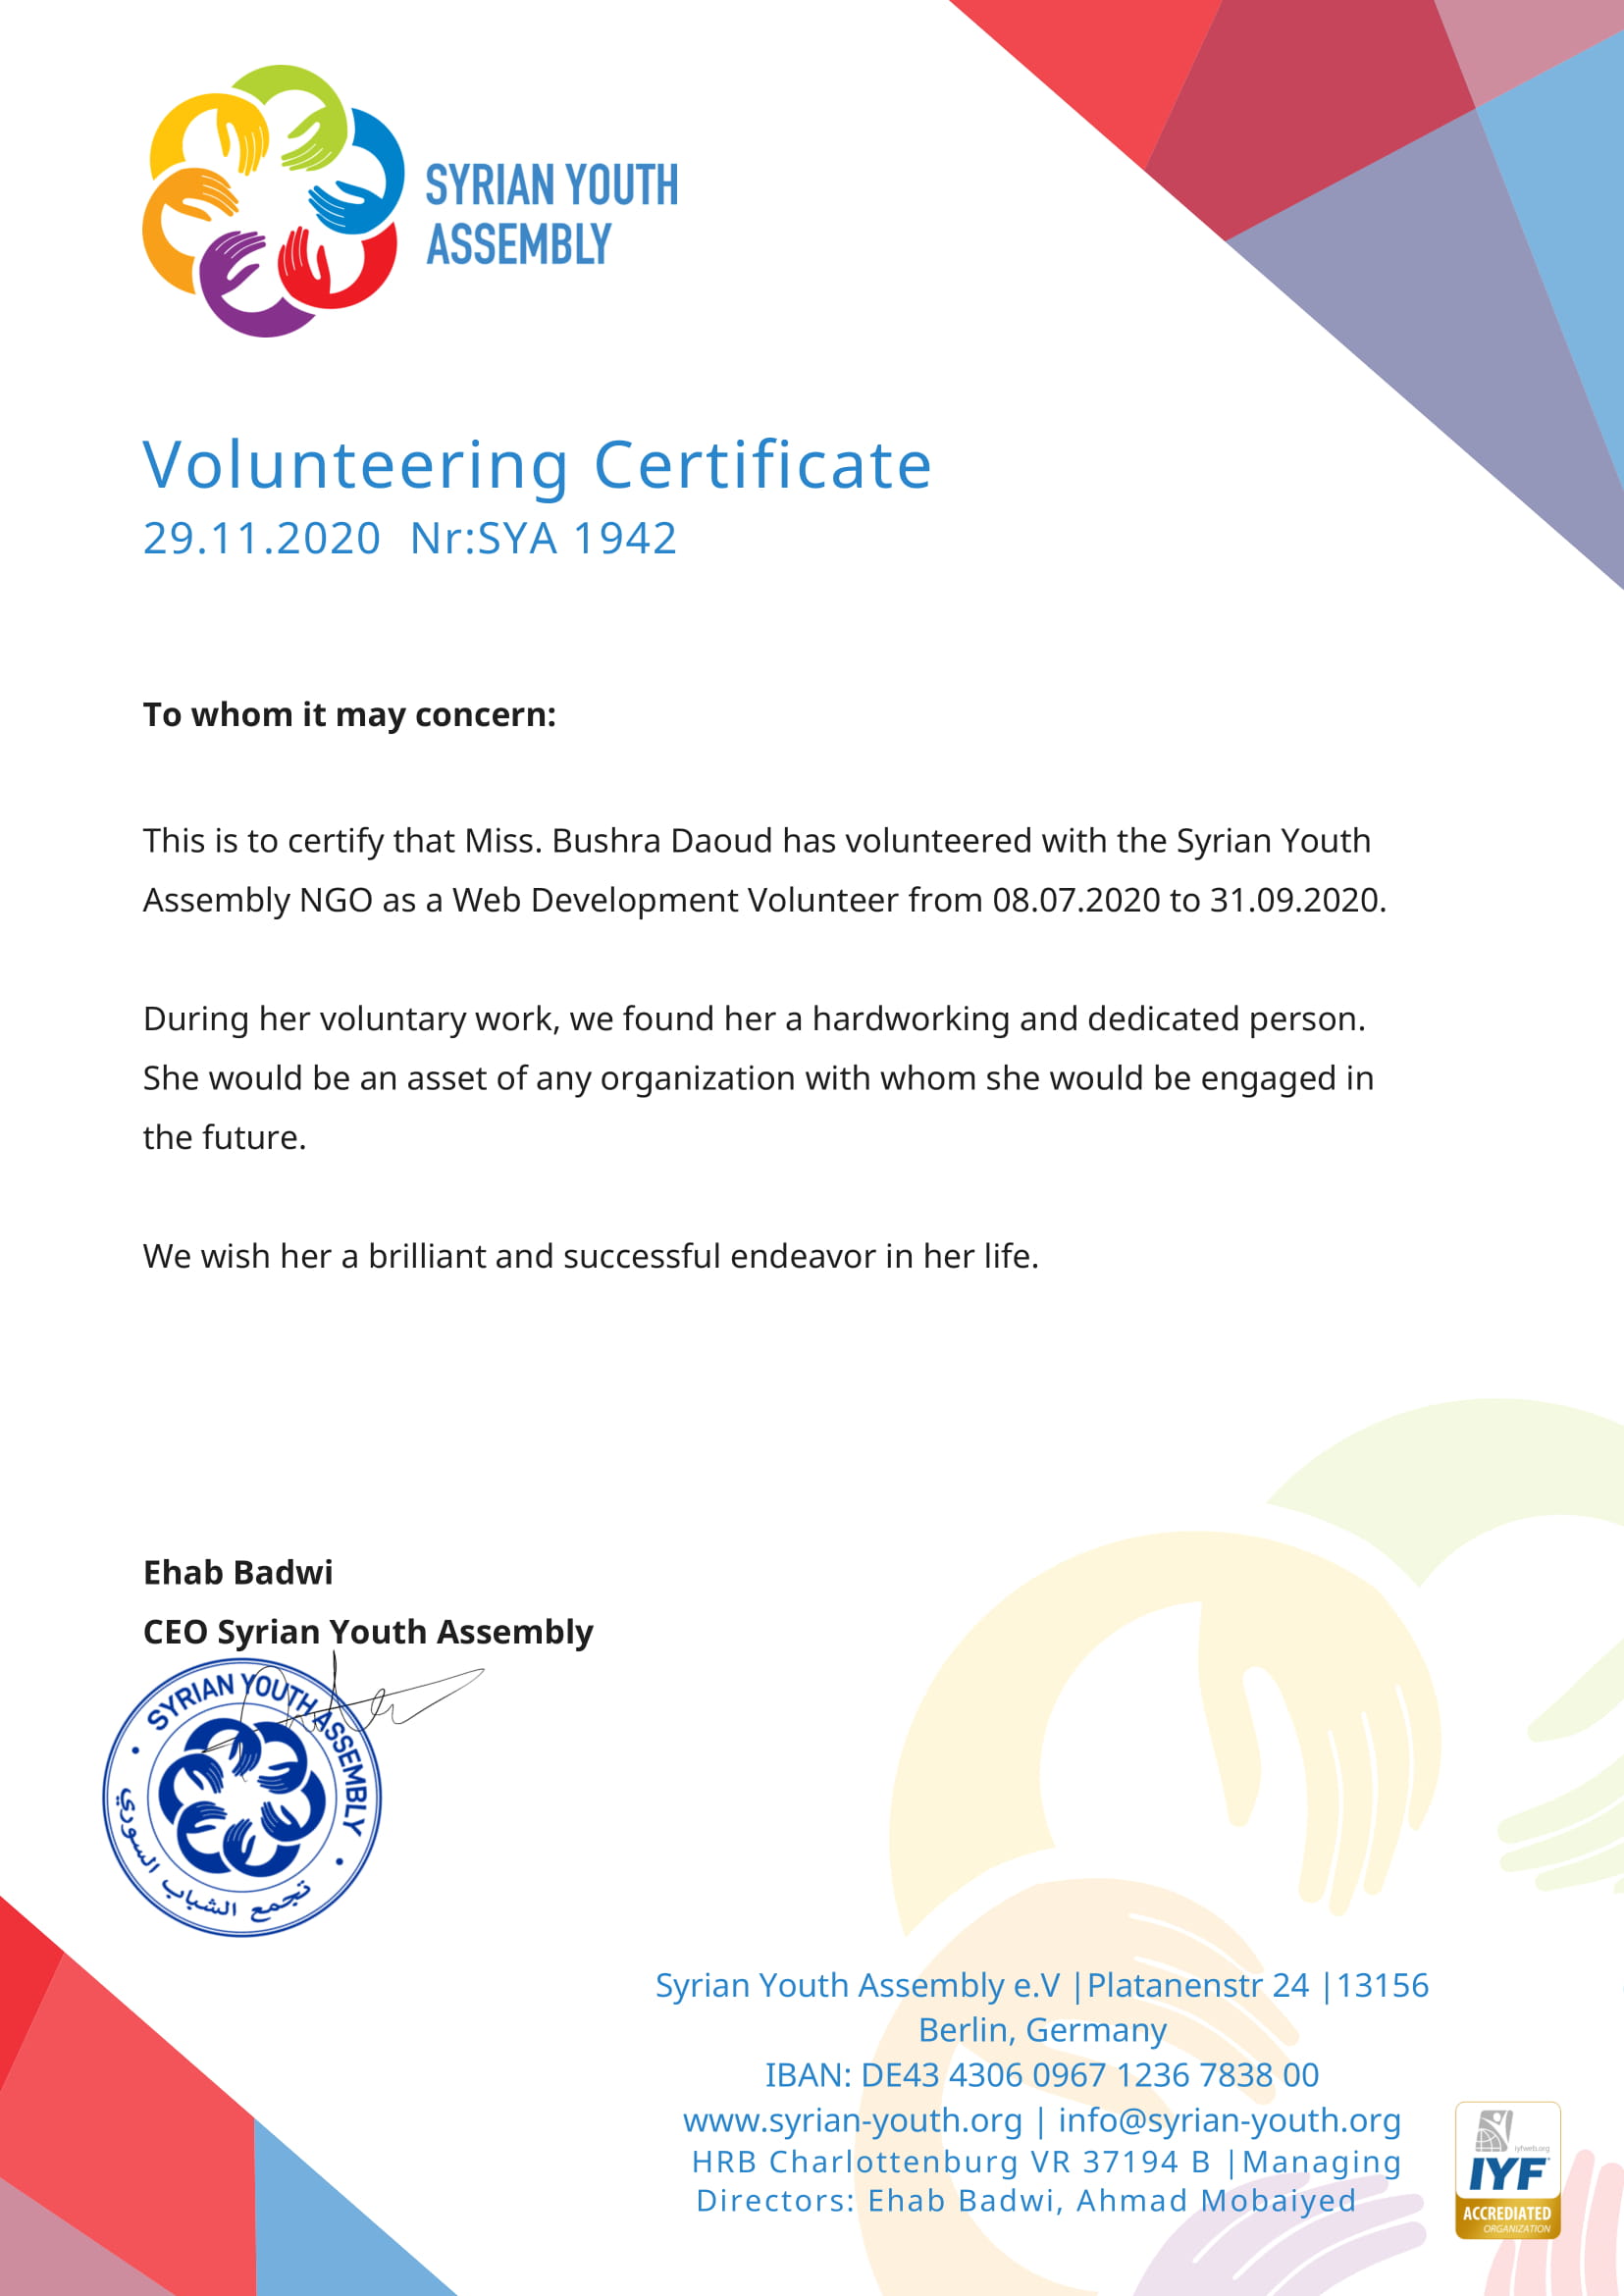 SYRIAN YOUTH
ASSEMBLY
Volunteering Certificate
29.11.2020 Nr:SYA 1942
To whom it may concern:
This is to certify that Miss. Bushra Daoud has volunteered with the Syrian Youth
Assembly NGO as a Web Development Volunteer from 08.07.2020 to 31.09.2020.
During her voluntary work, we found her a hardworking and dedicated person.
She would be an asset of any organization with whom she would be engaged in
the future.
We wish her a brilliant and successful endeavor in her life.
Ehab Badwi
CEO Syrian Youth Assembly
SYRIAN YOUTH ASSEMBLY
تجمع الشباب السوري
Syrian Youth Assembly e.V |Platanenstr 24 |13156
Berlin, Germany
IBAN: DE43 4306 0967 1236 7838 00
www.syrian-youth.org | info@syrian-youth.org
HRB Charlottenburg VR 37194 B |Managing
Directors: Ehab Badwi, Ahmad Mobaiyed
iyfweb.org
IYF
ACCREDIATED
ORGANIZATION